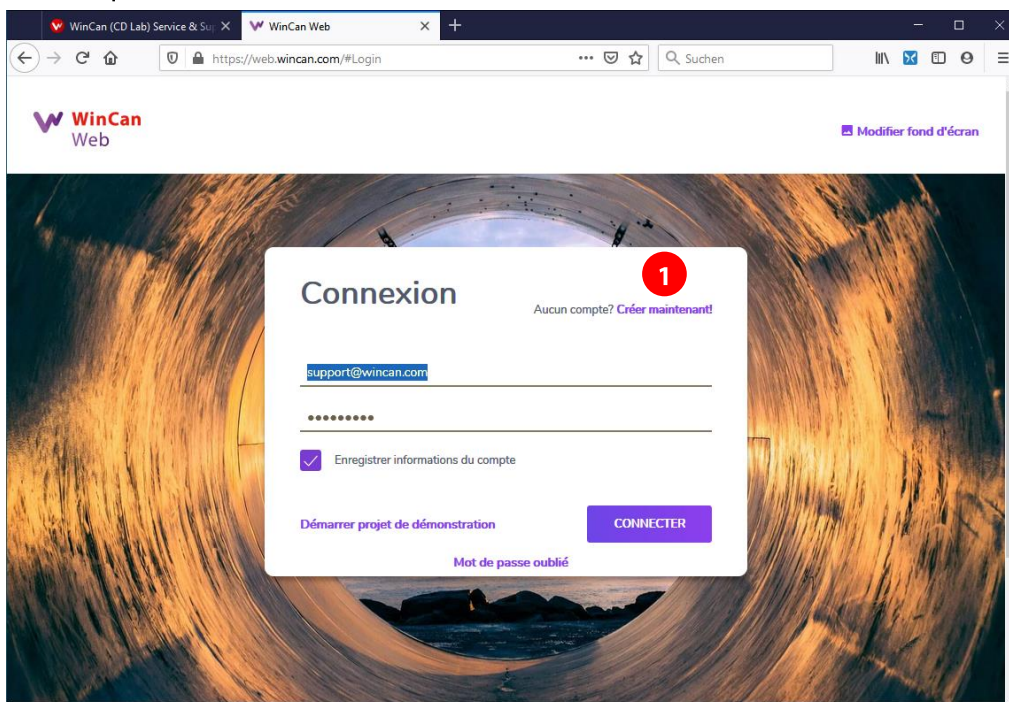 WinCan (CD Lab) Service & Su
WinCan Web
https://web.wincan.com/#Login
Suchen
WinCan
Web
Modifier fond d'écran
1
Connexion
Aucun compte? Créer maintenant!
support@wincan.com
Enregistrer informations du compte
Démarrer projet de démonstration
CONNECTER
Mot de passe oublié